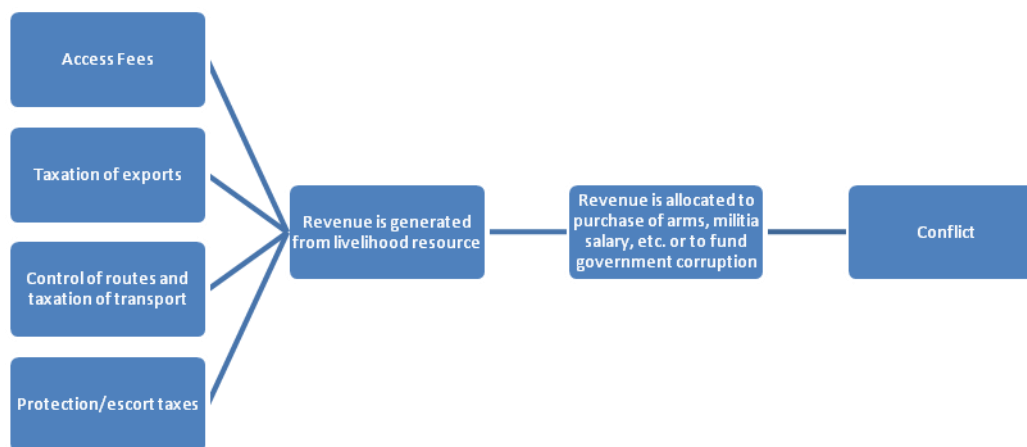 Access Fees
Taxation of exports
Control of routes and
taxation of transport
Protection/escort taxes
Revenue is generated
from livelihood resource
Revenue is allocated to
purchase of arms, militia
salary, etc. or to fund
government corruption
Conflict